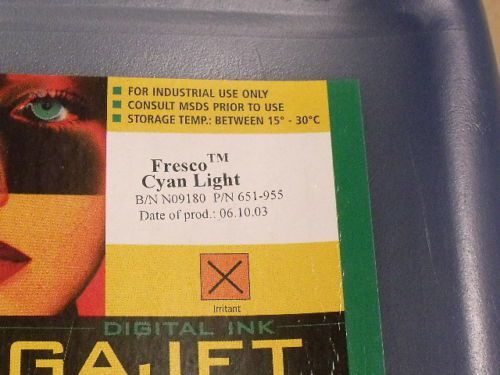 FOR INDUSTRIAL USE ONLY
CONSULT MSDS PRIOR TO USE
STORAGE TEMP.: BETWEEN 15° - 30°C
Fresco™
Cyan Light
B/N N09180 P/N 651-955
Date of prod.: 06.10.03
Irritant
DIGITAL INK
GAJET